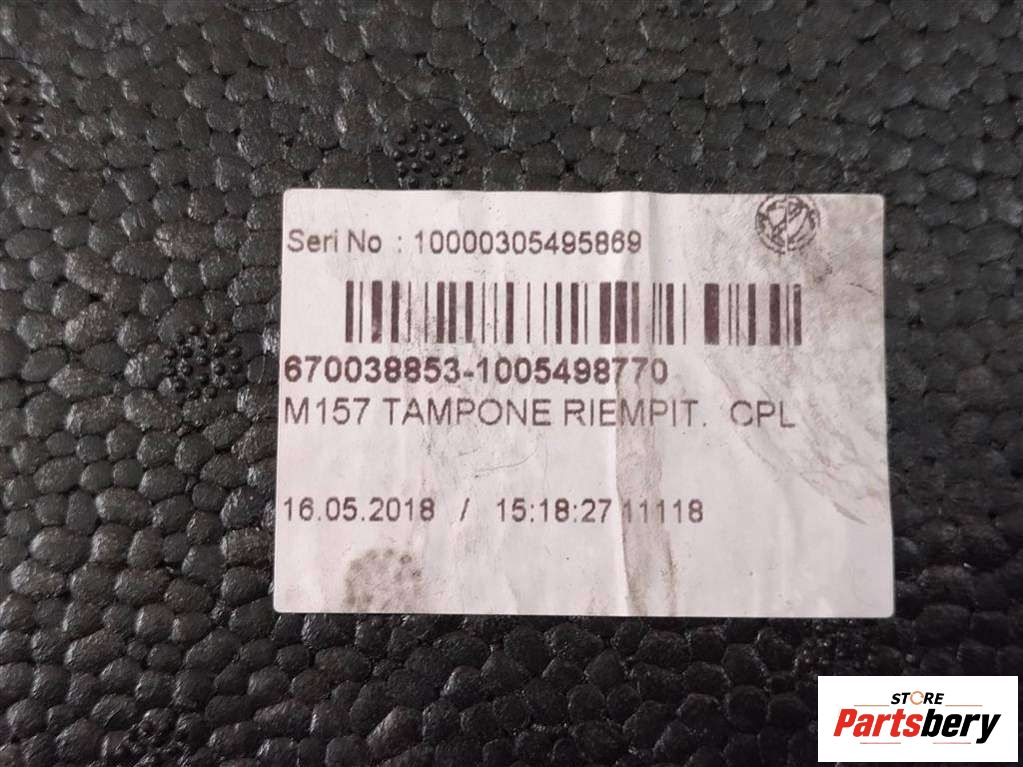 Seri No : 10000305495869
670038853-1005498770
M157 TAMPONE RIEMPIT. CPL
16.05.2018 / 15:18:27 11118
STORE
Partsbery